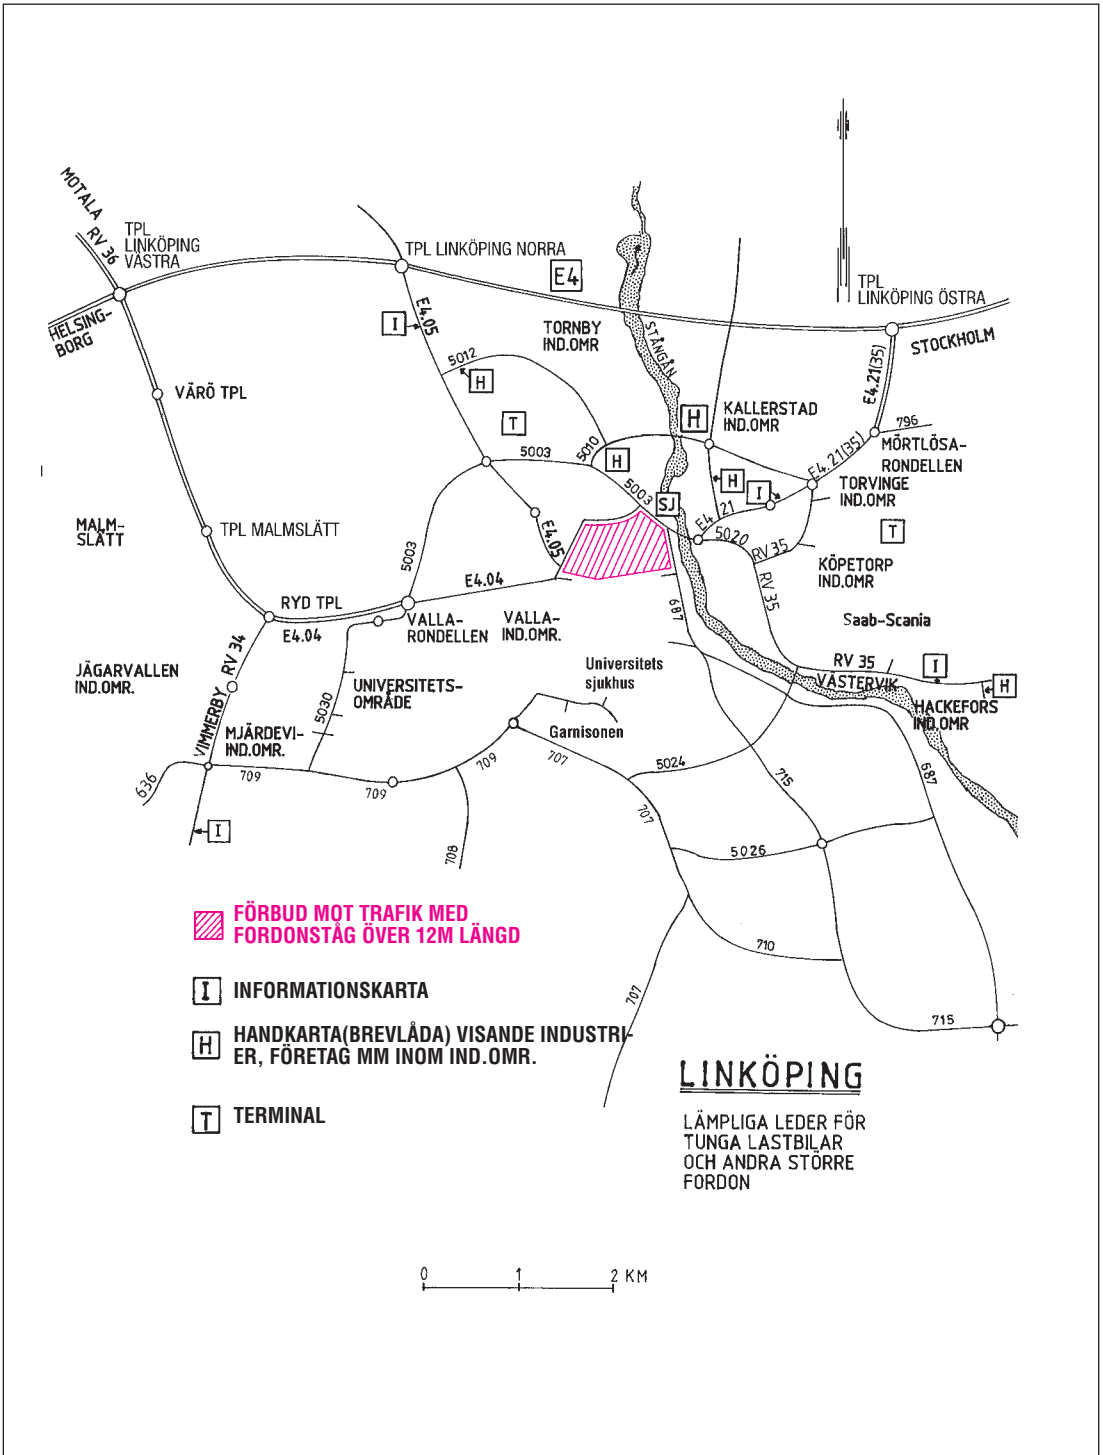 MOTALA
RV 36
TPL
LINKÖPING
VÄSTRA
TPL LINKÖPING NORRA
E4
TPL
LINKÖPING ÖSTRA
HELSING-
BORG
STOCKHOLM
E4.05
I
TORNBY
IND.OMR
STÅNGÅN
E4.21(35)
5012
H
VÄRÖ TPL
T
H
KALLERSTAD
IND.OMR
796
MÖRTLÖSA-
RONDELLEN
5003
5010
H
E4.21(35)
TORVINGE
IND.OMR
5003
SJ
H
I
E4 21
MALM-
SLÄTT
TPL MALMSLÄTT
5003
E4.05
5020
RV 35
T
KÖPETORP
IND.OMR
E4.04
RV 35
RYD TPL
E4.04
VALLA-
RONDELLEN
VALLA-
IND.OMR.
687
Saab-Scania
JÄGARVALLEN
IND.OMR.
VIMMERBY RV 34
UNIVERSITETS-
OMRÅDE
Universitets
sjukhus
RV 35
VÄSTERVIK
I
H
HACKEFORS
IND.OMR
5030
MJÄRDEVI-
IND.OMR.
Garnisonen
636
709
709
709
707
5024
715
687
I
708
707
5026
710
707
715
FÖRBUD MOT TRAFIK MED
FORDONSTÅG ÖVER 12M LÄNGD
I INFORMATIONSKARTA
H HANDKARTA(BREVLÅDA) VISANDE INDUSTRI-
ER, FÖRETAG MM INOM IND.OMR.
T TERMINAL
LINKÖPING
LÄMPLIGA LEDER FÖR
TUNGA LASTBILAR
OCH ANDRA STÖRRE
FORDON
0 1 2 KM